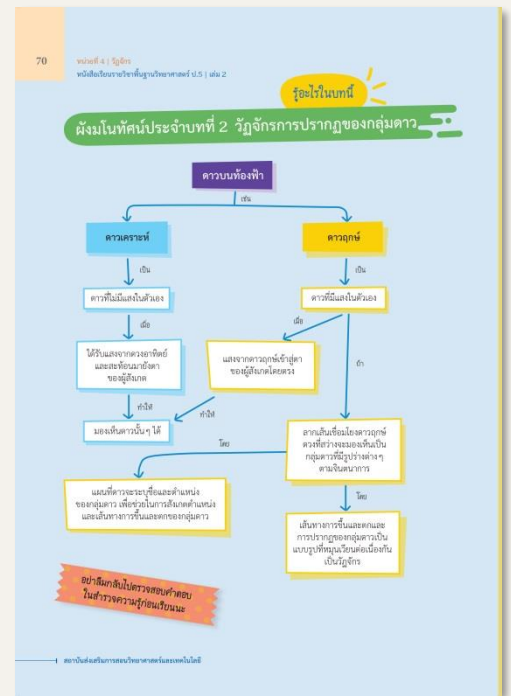 70
หน่วยที่ 4 | วัฏจักร
หนังสือเรียนรายวิชาพื้นฐานวิทยาศาสตร์ ป.5 | เล่ม 2
รู้อะไรในบทนี้
ผังมโนทัศน์ประจำบทที่ 2 วัฏจักรการปรากฏของกลุ่มดาว
ดาวบนท้องฟ้า
เช่น
ดาวเคราะห์
ดาวฤกษ์
เป็น
เป็น
ดาวที่ไม่มีแสงในตัวเอง
ดาวที่มีแสงในตัวเอง
เมื่อ
เมื่อ
ถ้า
ได้รับแสงจากดวงอาทิตย์
และสะท้อนมายังตา
ของผู้สังเกต
แสงจากดาวฤกษ์เข้าสู่ตา
ของผู้สังเกตโดยตรง
ทำให้
ทำให้
มองเห็นดาวนั้น ๆ ได้
ลากเส้นเชื่อมโยงดาวฤกษ์
ดวงที่สว่างจะมองเห็นเป็น
กลุ่มดาวที่มีรูปร่างต่าง ๆ
ตามจินตนาการ
โดย
โดย
แผนที่ดาวจะระบุชื่อและตำแหน่ง
ของกลุ่มดาว เพื่อช่วยในการสังเกตตำแหน่ง
และเส้นทางการขึ้นและตกของกลุ่มดาว
เส้นทางการขึ้นและตกและ
การปรากฏของกลุ่มดาวเป็น
แบบรูปที่หมุนเวียนต่อเนื่องกัน
เป็นวัฏจักร
อย่าลืมกลับไปตรวจสอบคำตอบ
ในสำรวจความรู้ก่อนเรียนนะ
สถาบันส่งเสริมการสอนวิทยาศาสตร์และเทคโนโลยี